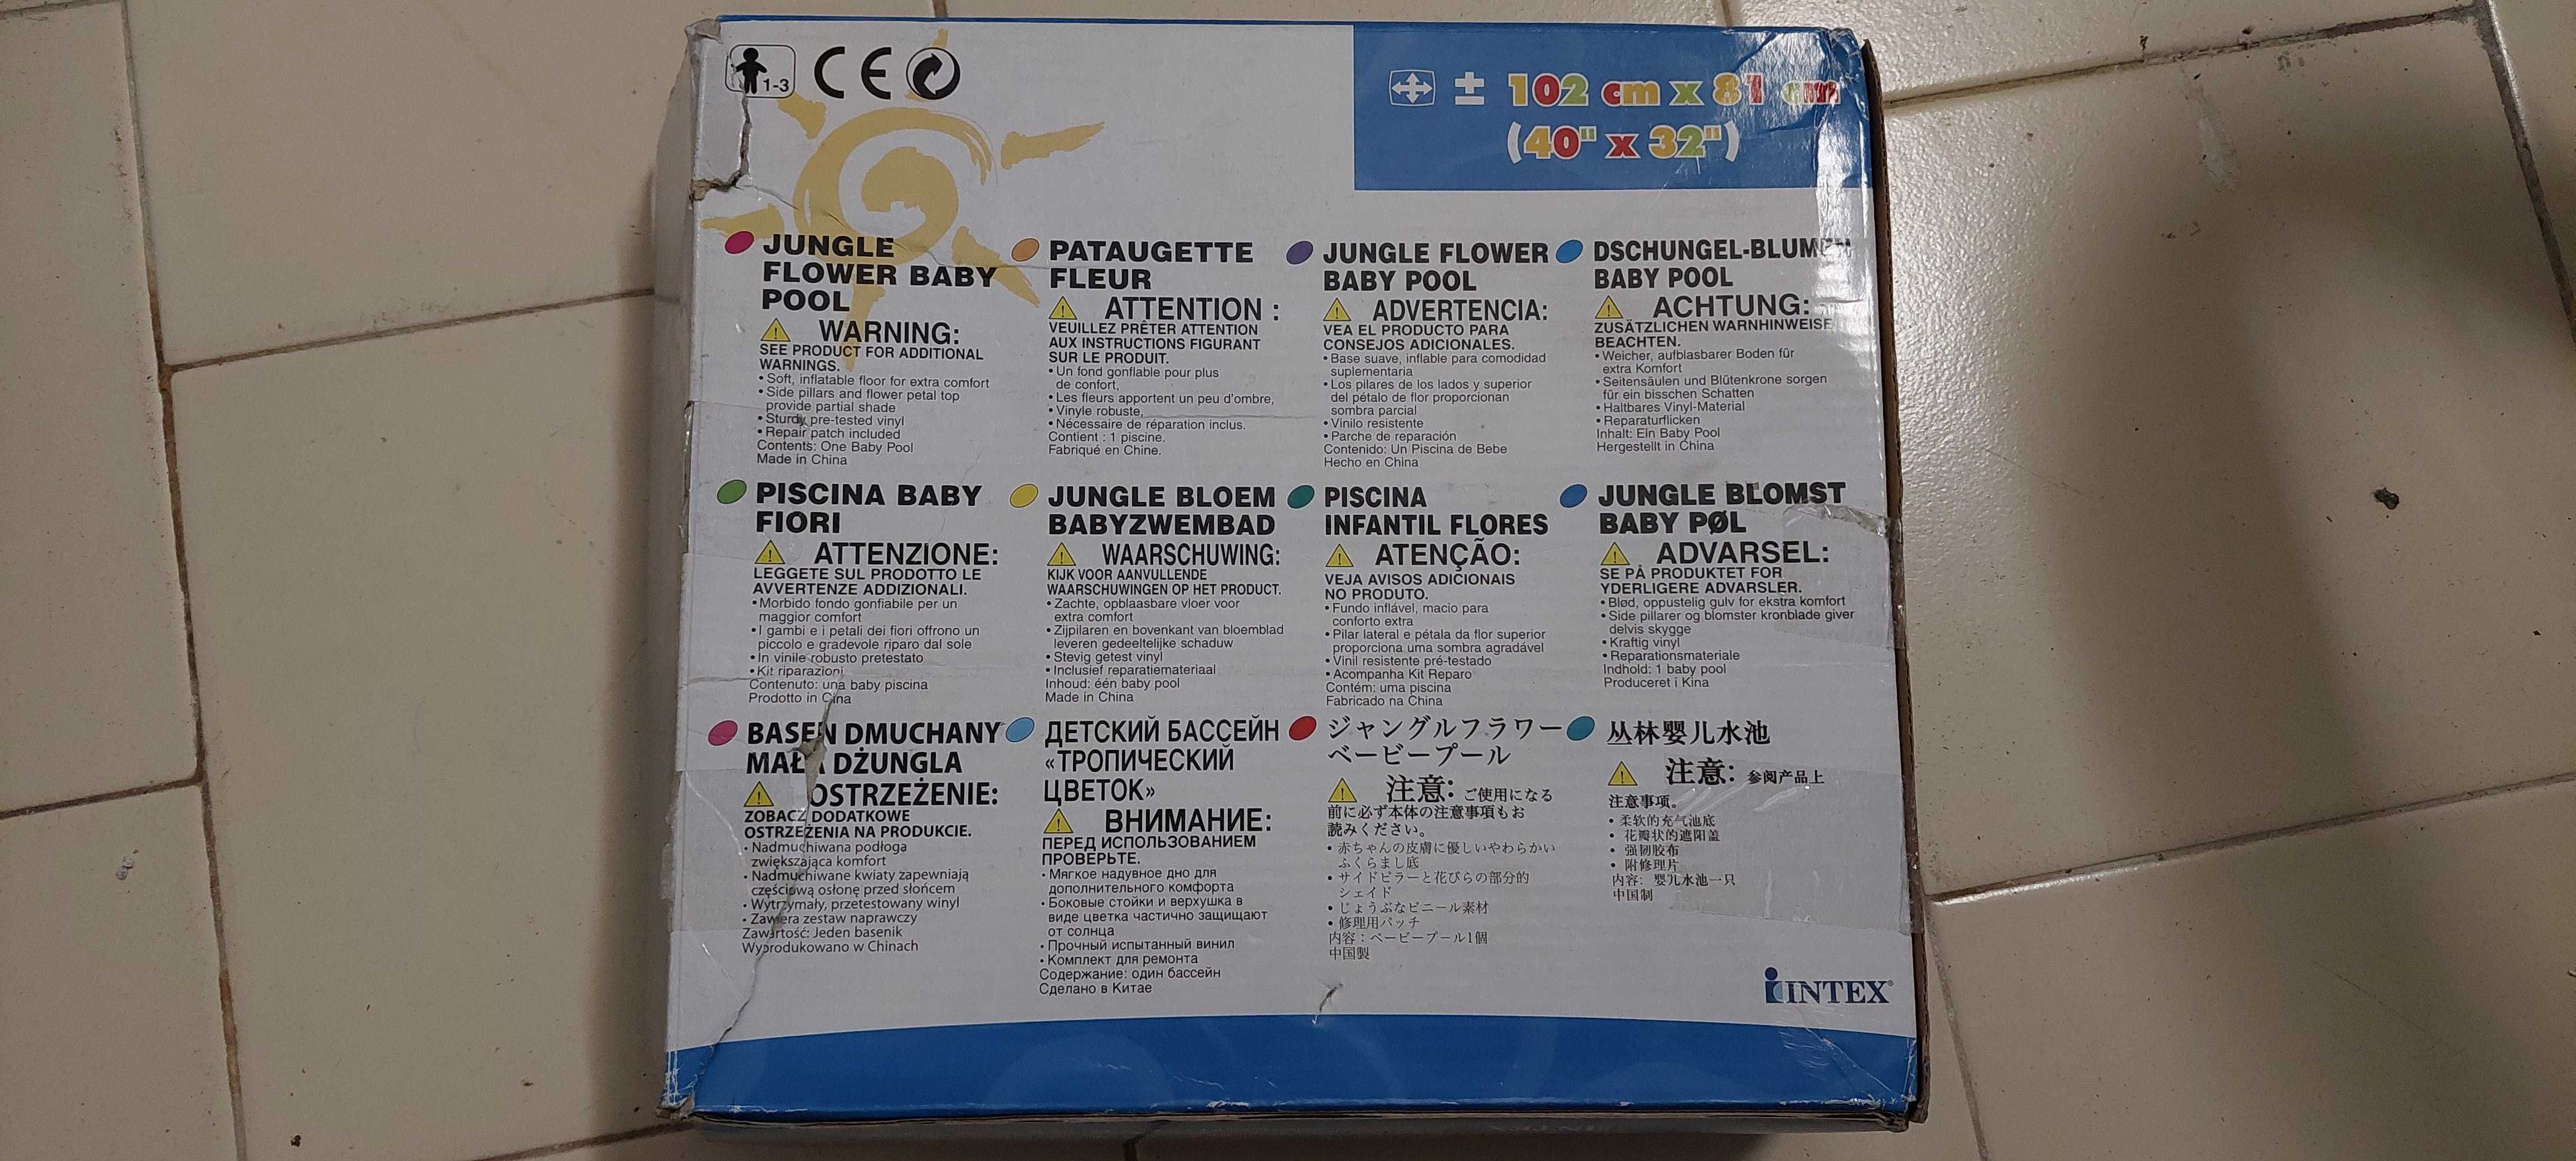 1-3
CE
± 102 cm x 81 cm
(40" x 32")
JUNGLE
FLOWER BABY
POOL
WARNING:
SEE PRODUCT FOR ADDITIONAL
WARNINGS.
• Soft, inflatable floor for extra comfort
• Side pillars and flower petal top
provide partial shade
• Sturdy pre-tested vinyl
• Repair patch included
Contents: One Baby Pool
Made in China
PATAUGETTE
FLEUR
ATTENTION :
VEUILLEZ PRÊTER ATTENTION
AUX INSTRUCTIONS FIGURANT
SUR LE PRODUIT.
• Un fond gonflable pour plus
de confort,
• Les fleurs apportent un peu d'ombre,
• Vinyle robuste,
• Nécessaire de réparation inclus.
Contient : 1 piscine.
Fabriqué en Chine.
JUNGLE FLOWER
BABY POOL
ADVERTENCIA:
VEA EL PRODUCTO PARA
CONSEJOS ADICIONALES.
• Base suave, inflable para comodidad
suplementaria
• Los pilares de los lados y superior
del pétalo de flor proporcionan
sombra parcial
• Vinilo resistente
• Parche de reparación
Contenido: Un Piscina de Bebe
Hecho en China
DSCHUNGEL-BLUMEN
BABY POOL
ACHTUNG:
ZUSÄTZLICHEN WARNHINWEISE
BEACHTEN.
• Weicher, aufblasbarer Boden für
extra Komfort
• Seitensäulen und Blütenkrone sorgen
für ein bisschen Schatten
• Haltbares Vinyl-Material
• Reparaturflicken
Inhalt: Ein Baby Pool
Hergestellt in China
PISCINA BABY
FIORI
ATTENZIONE:
LEGGETE SUL PRODOTTO LE
AVVERTENZE ADDIZIONALI.
• Morbido fondo gonfiabile per un
maggior comfort
• I gambi e i petali dei fiori offrono un
piccolo e gradevole riparo dal sole
• In vinile robusto pretestato
• Kit riparazioni
Contenuto: una baby piscina
Prodotto in Cina
JUNGLE BLOEM
BABYZWEMBAD
WAARSCHUWING:
KIJK VOOR AANVULLENDE
WAARSCHUWINGEN OP HET PRODUCT.
• Zachte, opblaasbare vloer voor
extra comfort
• Zijpilaren en bovenkant van bloemblad
leveren gedeeltelijke schaduw
• Stevig getest vinyl
• Inclusief reparatiemateriaal
Inhoud: één baby pool
Made in China
PISCINA
INFANTIL FLORES
ATENÇÃO:
VEJA AVISOS ADICIONAIS
NO PRODUTO.
• Fundo inflável, macio para
conforto extra
• Pilar lateral e pétala da flor superior
proporciona uma sombra agradável
• Vinil resistente pré-testado
• Acompanha Kit Reparo
Contém: uma piscina
Fabricado na China
JUNGLE BLOMST
BABY PØL
ADVARSEL:
SE PÅ PRODUKTET FOR
YDERLIGERE ADVARSLER.
• Blød, oppustelig gulv for ekstra komfort
• Side pillarer og blomster kronblade giver
delvis skygge
• Kraftig vinyl
• Reparationsmateriale
Indhold: 1 baby pool
Produceret i Kina
BASEN DMUCHANY
MAŁA DŻUNGLA
OSTRZEŻENIE:
ZOBACZ DODATKOWE
OSTRZEŻENIA NA PRODUKCIE.
• Nadmuchiwana podłoga
zwiększająca komfort
• Nadmuchiwane kwiaty zapewniają
częściową osłonę przed słońcem
• Wytrzymały, przetestowany winyl
• Zawiera zestaw naprawczy
Zawartość: Jeden basenik
Wyprodukowano w Chinach
ДЕТСКИЙ БАССЕЙН
«ТРОПИЧЕСКИЙ
ЦВЕТОК»
ВНИМАНИЕ:
ПЕРЕД ИСПОЛЬЗОВАНИЕМ
ПРОВЕРЬТЕ.
• Мягкое надувное дно для
дополнительного комфорта
• Боковые стойки и верхушка в
виде цветка частично защищают
от солнца
• Прочный испытанный винил
• Комплект для ремонта
Содержание: один бассейн
Сделано в Китае
ジャングルフラワー
ベービープール
注意: ご使用になる
前に必ず本体の注意事項もお
読みください。
• 赤ちゃんの皮膚に優しいやわらかい
ふくらまし底
• サイドピラーと花びらの部分的
シェイド
• じょうぶなビニール素材
• 修理用パッチ
内容：ベービープール1個
中国製
丛林婴儿水池
注意: 参阅产品上
注意事项。
• 柔软的充气池底
• 花瓣状的遮阳盖
• 强韧胶布
• 附修理片
内容: 婴儿水池一只
中国制
INTEX®